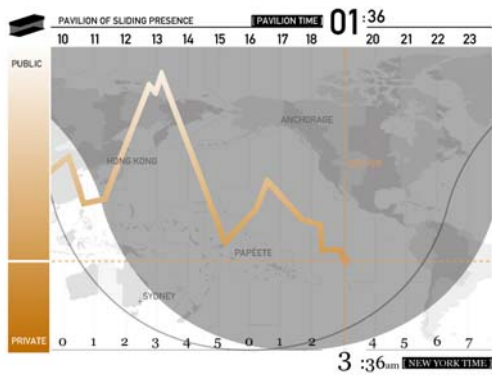 PAVILION OF SLIDING PRESENCE PAVILION TIME 01:36
10 11 12 13 14 15 16 17 18 20 21 22 23
PUBLIC
ANCHORAGE
HONG KONG
PAPEETE
SYDNEY
PRIVATE
0 1 2 3 4 5 0 1 2 4 5 6 7
3 :36am NEW YORK TIME